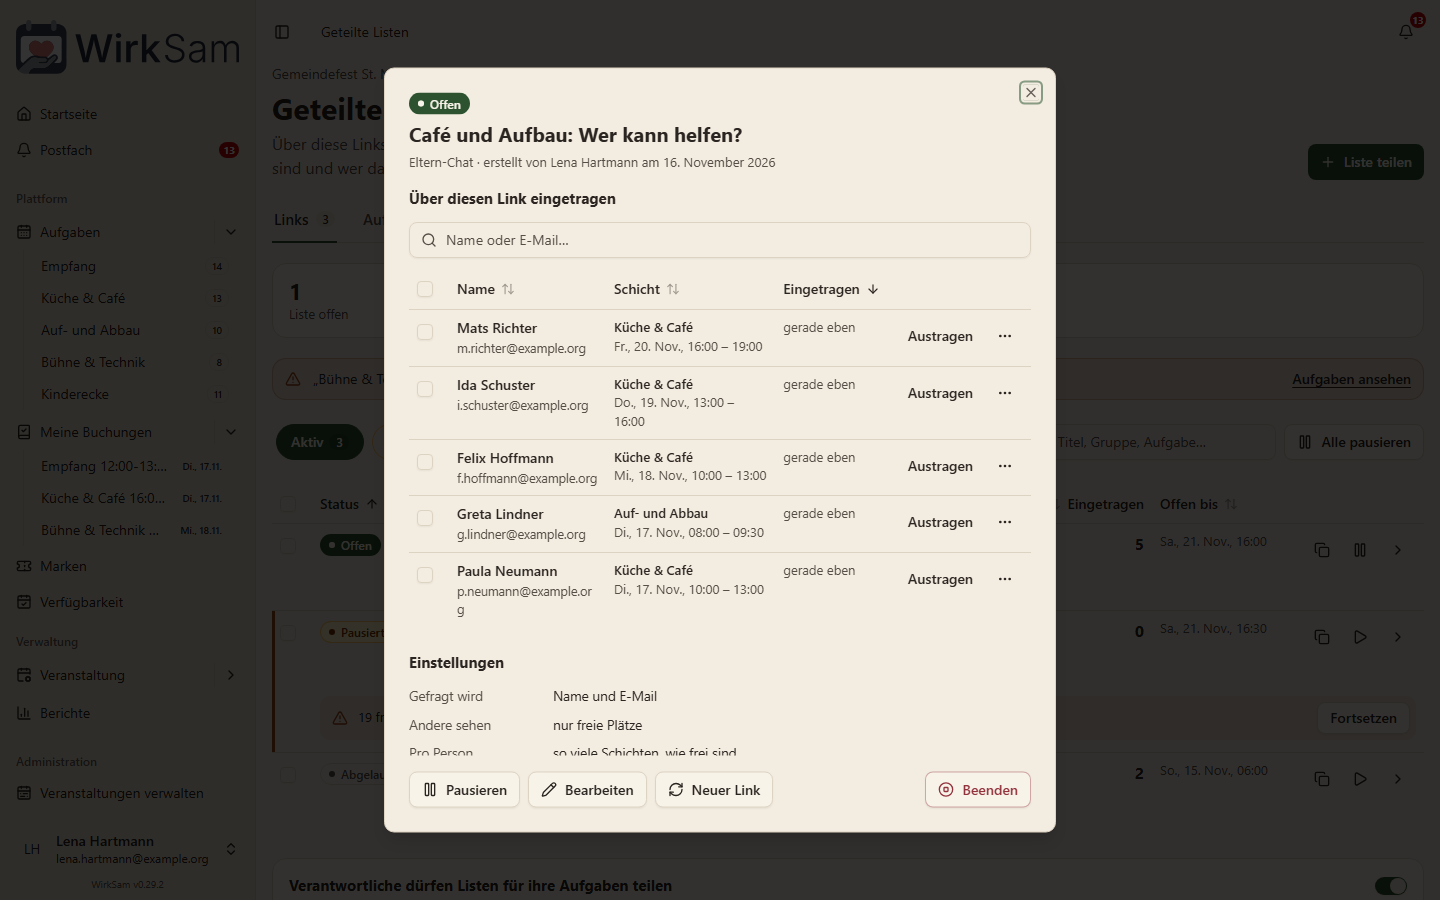 WirkSam
Startseite
Postfach
13
Plattform
Aufgaben
Empfang
14
Küche & Café
13
Auf- und Abbau
10
Bühne & Technik
8
Kinderecke
11
Meine Buchungen
Empfang 12:00-13:...
Di., 17.11.
Küche & Café 16:0...
Di., 17.11.
Bühne & Technik ...
Mi., 18.11.
Marken
Verfügbarkeit
Verwaltung
Veranstaltung
Berichte
Administration
Veranstaltungen verwalten
LH
Lena Hartmann
lena.hartmann@example.org
WirkSam v0.29.2
Geteilte Listen
13
Gemeindefest St.
Geteilte
Über diese Links
sind und wer da
Liste teilen
Links 3
1
Liste offen
„Bühne & Te
Aufgaben ansehen
Aktiv 3
Titel, Gruppe, Aufgabe...
Alle pausieren
Status
Eingetragen
Offen bis
Offen
5
Sa., 21. Nov., 16:00
Pausiert
0
Sa., 21. Nov., 16:30
19
Fortsetzen
Abgelau
2
So., 15. Nov., 06:00
Verantwortliche dürfen Listen für ihre Aufgaben teilen
Offen
Café und Aufbau: Wer kann helfen?
Eltern-Chat · erstellt von Lena Hartmann am 16. November 2026
Über diesen Link eingetragen
Name oder E-Mail...
Name
Schicht
Eingetragen
Mats Richter
m.richter@example.org
Küche & Café
Fr., 20. Nov., 16:00 – 19:00
gerade eben
Austragen
Ida Schuster
i.schuster@example.org
Küche & Café
Do., 19. Nov., 13:00 –
16:00
gerade eben
Austragen
Felix Hoffmann
f.hoffmann@example.org
Küche & Café
Mi., 18. Nov., 10:00 – 13:00
gerade eben
Austragen
Greta Lindner
g.lindner@example.org
Auf- und Abbau
Di., 17. Nov., 08:00 – 09:30
gerade eben
Austragen
Paula Neumann
p.neumann@example.or
g
Küche & Café
Di., 17. Nov., 10:00 – 13:00
gerade eben
Austragen
Einstellungen
Gefragt wird
Name und E-Mail
Andere sehen
nur freie Plätze
Pro Person
so viele Schichten, wie frei sind
Pausieren
Bearbeiten
Neuer Link
Beenden